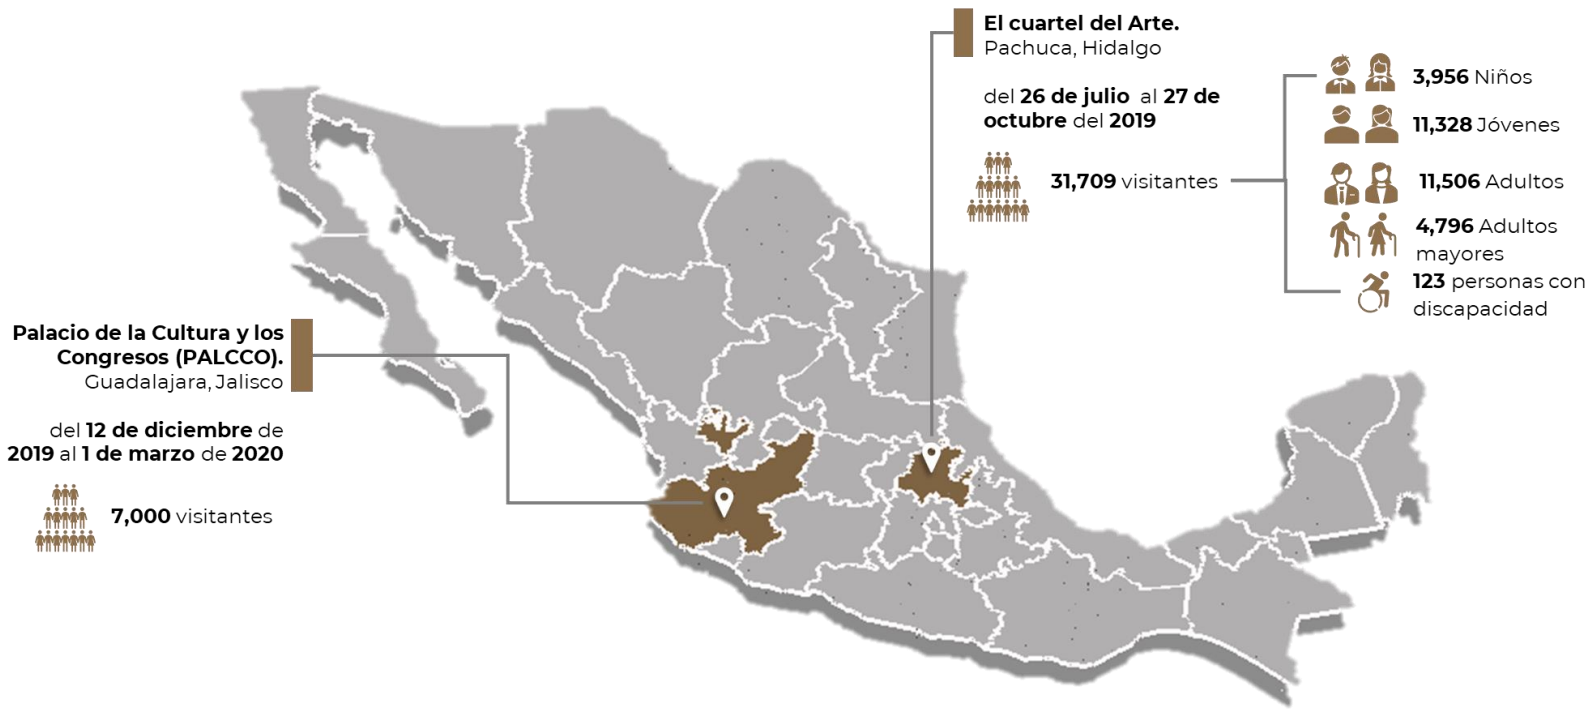 El cuartel del Arte.
Pachuca, Hidalgo
del 26 de julio al 27 de
octubre del 2019
31,709 visitantes
3,956 Niños
11,328 Jóvenes
11,506 Adultos
4,796 Adultos
mayores
123 personas con
discapacidad
Palacio de la Cultura y los
Congresos (PALCCO).
Guadalajara, Jalisco
del 12 de diciembre de
2019 al 1 de marzo de 2020
7,000 visitantes